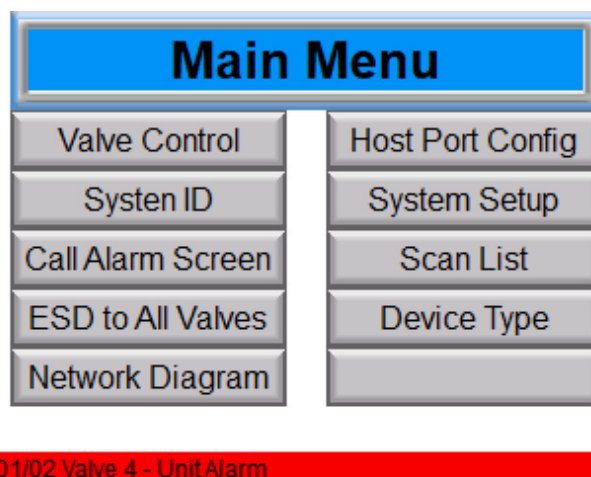 Main Menu
Valve Control
Host Port Config
Systen ID
System Setup
Call Alarm Screen
Scan List
ESD to All Valves
Device Type
Network Diagram
01/02 Valve 4 - Unit Alarm